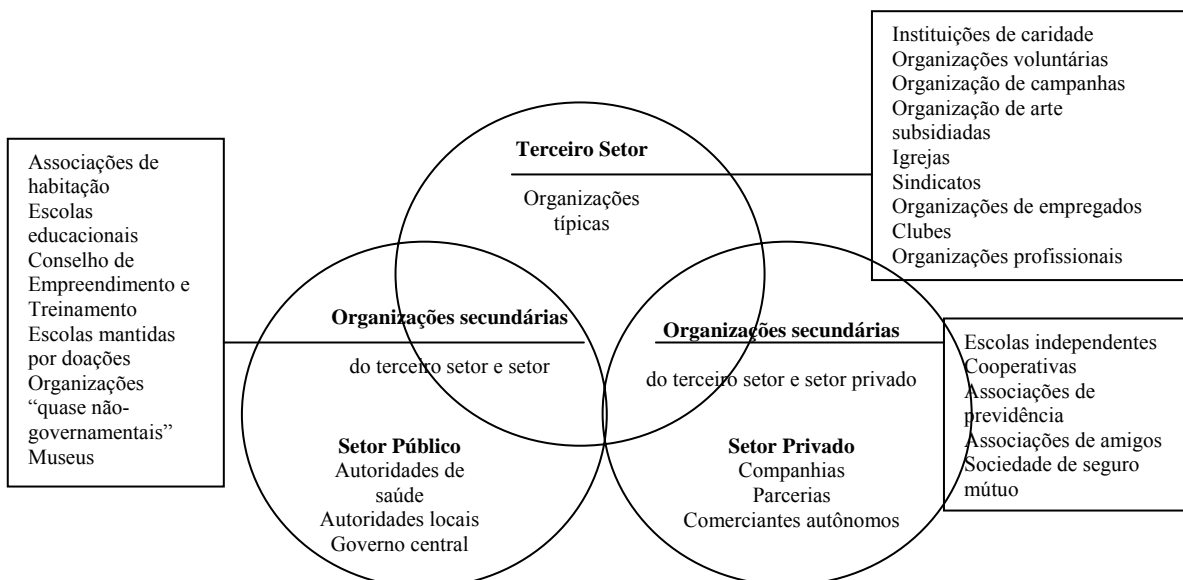 Instituições de caridade
Organizações voluntárias
Organização de campanhas
Organização de arte
subsidiadas
Igrejas
Sindicatos
Organizações de empregados
Clubes
Organizações profissionais
Terceiro Setor
Organizações
típicas
Associações de
habitação
Escolas
educacionais
Conselho de
Empreendimento e
Treinamento
Escolas mantidas
por doações
Organizações
“quase não-
governamentais”
Museus
Organizações secundárias
do terceiro setor e setor
Organizações secundárias
do terceiro setor e setor privado
Escolas independentes
Cooperativas
Associações de
previdência
Associações de amigos
Sociedade de seguro
mútuo
Setor Público
Autoridades de
saúde
Autoridades locais
Governo central
Setor Privado
Companhias
Parcerias
Comerciantes autônomos